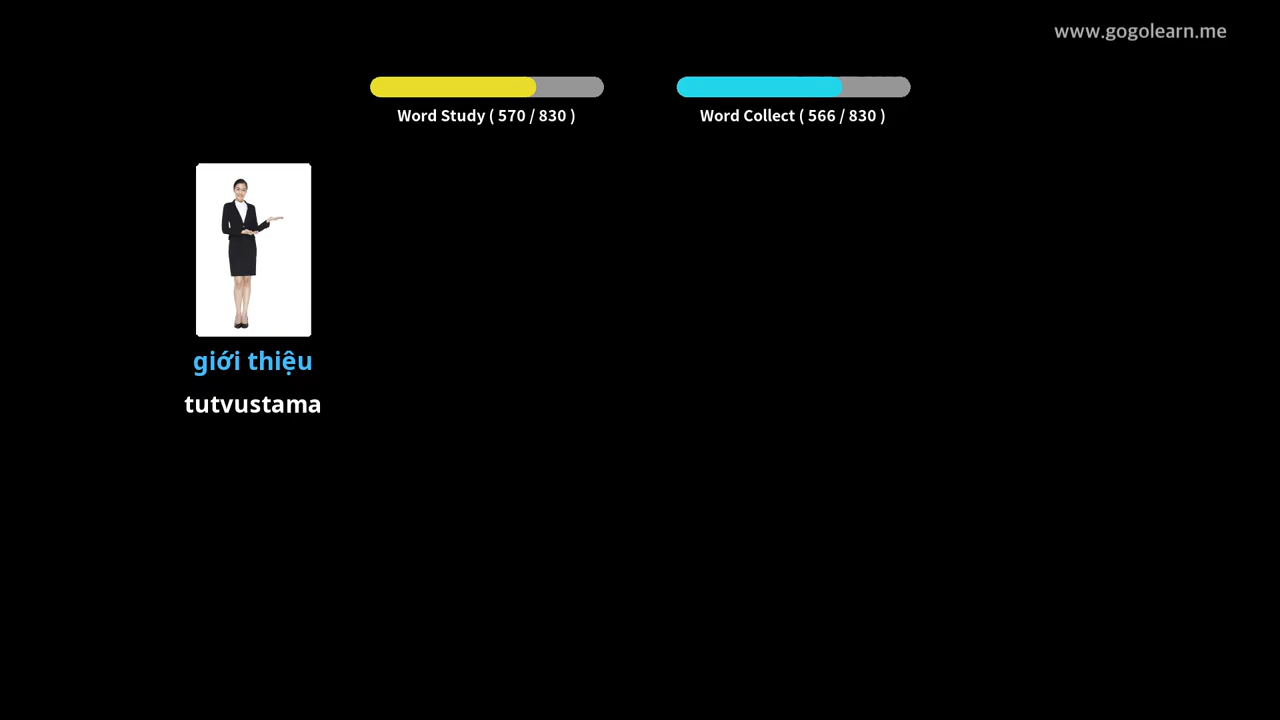 www.gogolearn.me
Word Study ( 570 / 830 )
Word Collect ( 566 / 830 )
giới thiệu
tutvustama